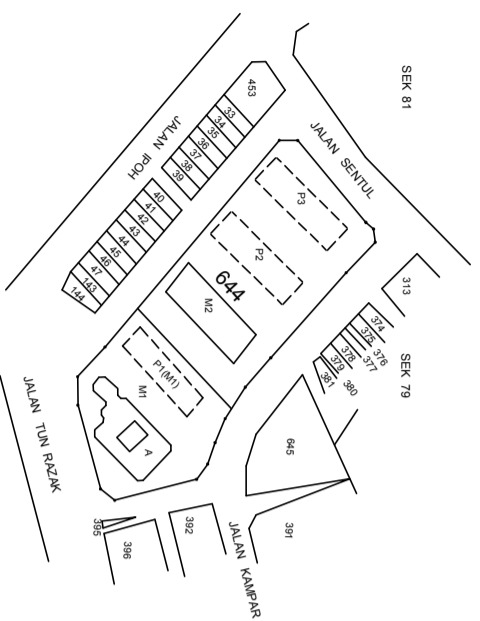 SEK 81
JALAN SENTUL
453
33
34
35
36
37
38
39
JALAN IPOH
40
41
42
43
44
45
46
47
143
144
P3
P2
644
M2
P1(M1)
M1
A
313
374
375
376
377
378
379
380
381
SEK 79
645
391
392
JALAN KAMPAR
395
396
JALAN TUN RAZAK